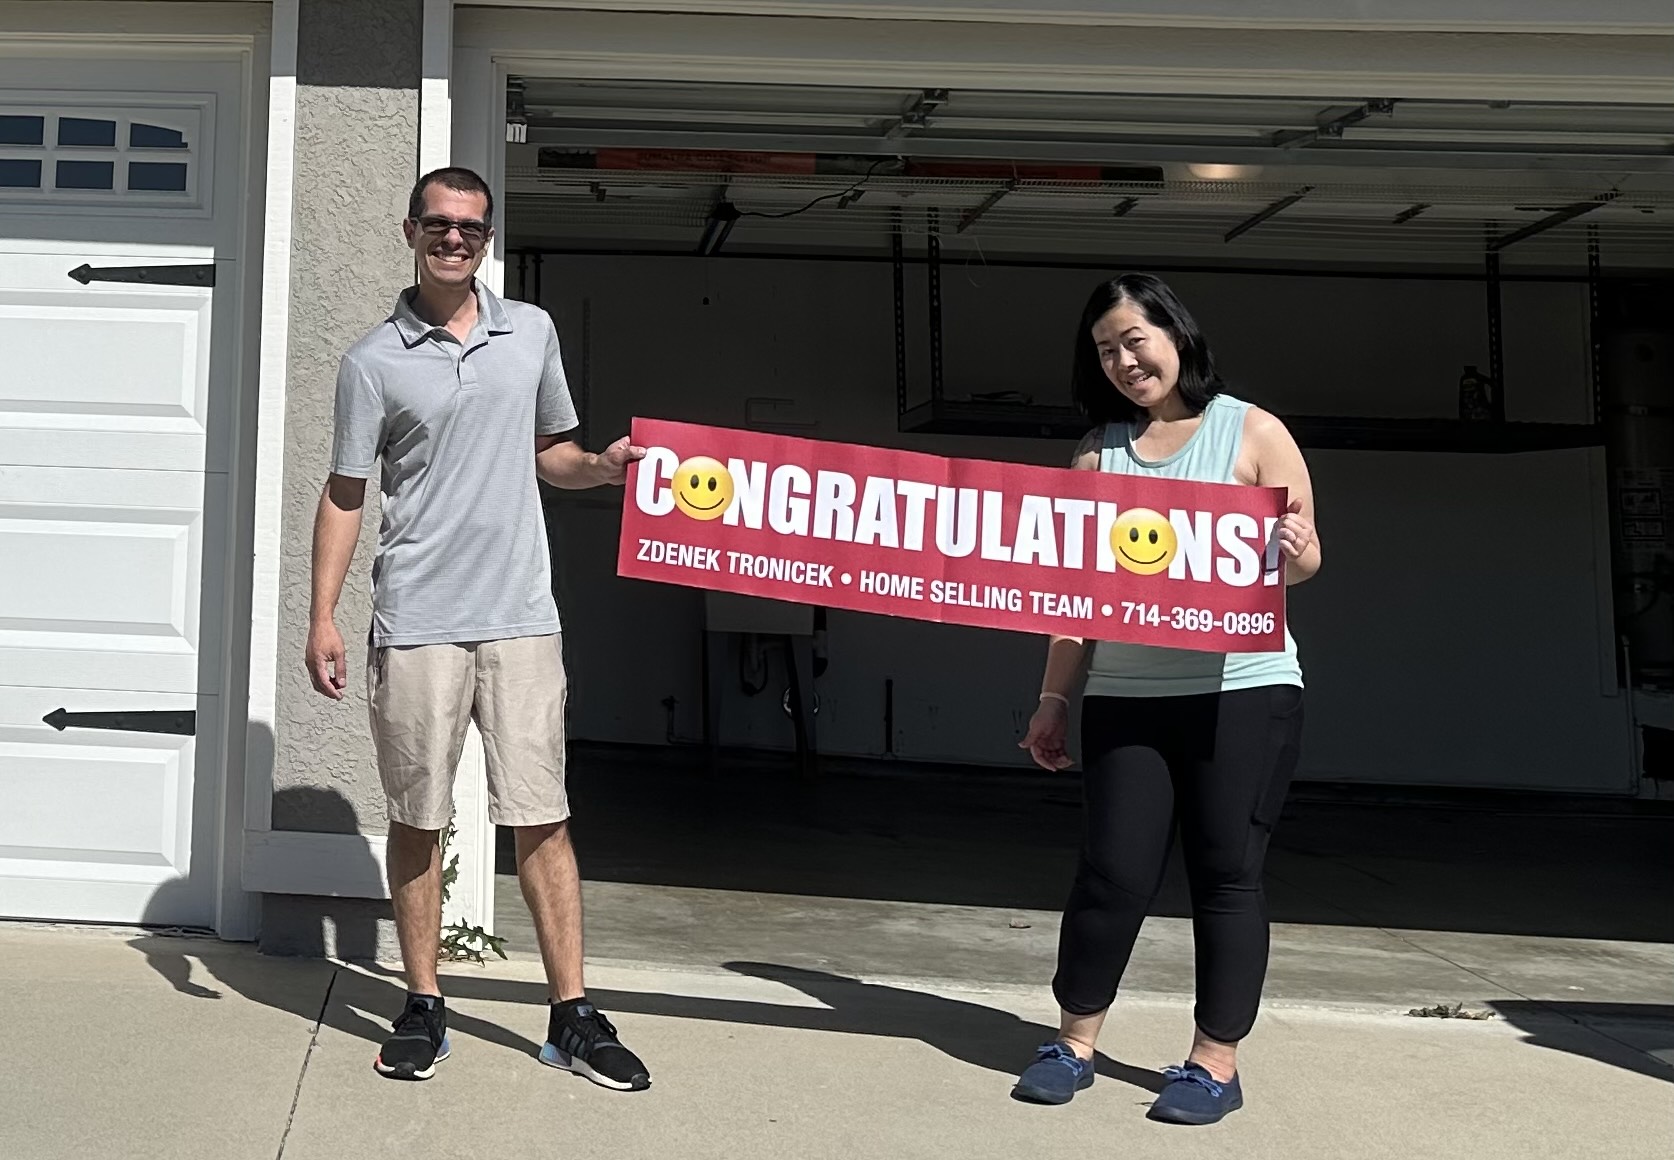 CONGRATULATIONS!
ZDENEK TRONICEK • HOME SELLING TEAM • 714-369-0896